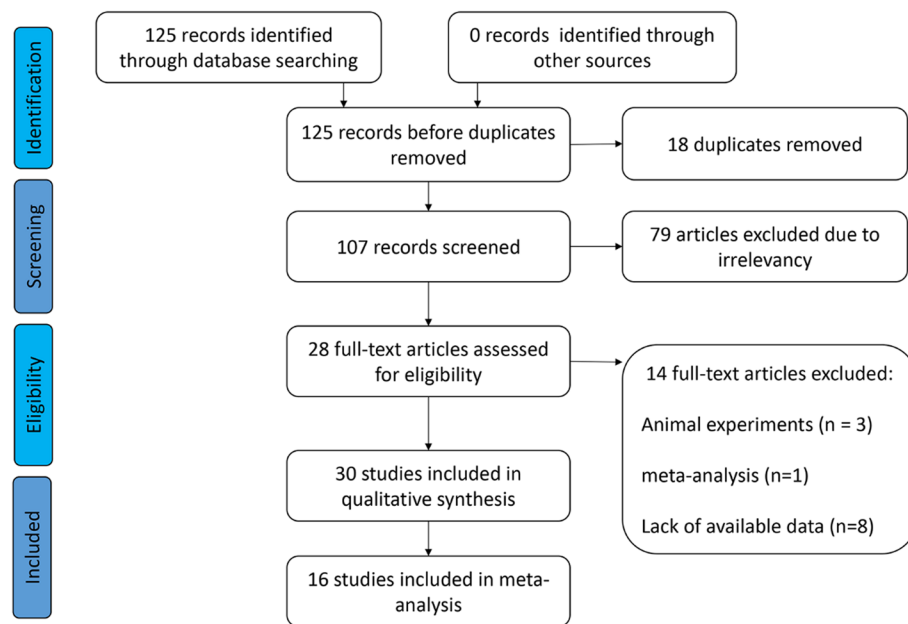 125 records identified
through database searching
0 records identified through
other sources
Identification
125 records before duplicates
removed
18 duplicates removed
Screening
107 records screened
79 articles excluded due to
irrelevancy
Eligibility
28 full-text articles assessed
for eligibility
14 full-text articles excluded:
Animal experiments (n = 3)
meta-analysis (n=1)
Lack of available data (n=8)
30 studies included in
qualitative synthesis
Included
16 studies included in meta-
analysis